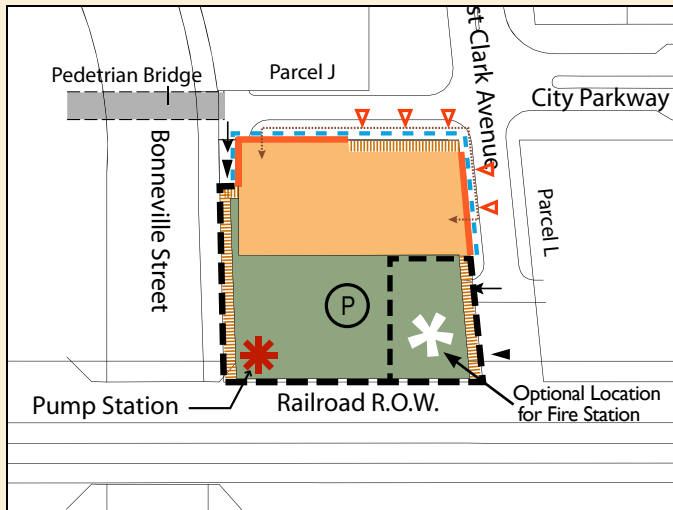 Parcel J
Pedetrian Bridge
City Parkway
st Clark Avenue
Bonneville Street
Parcel L
P
Pump Station
Railroad R.O.W.
Optional Location
for Fire Station